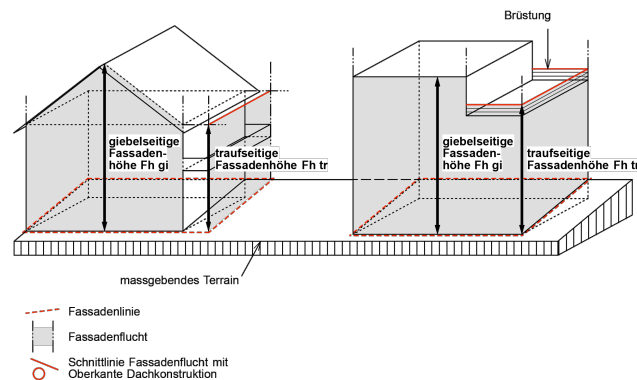 Brüstung
giebelseitige
Fassaden-
höhe Fh gi
traufseitige
Fassadenhöhe Fh tr
giebelseitige
Fassaden-
höhe Fh gi
traufseitige
Fassadenhöhe Fh tr
massgebendes Terrain
Fassadenlinie
Fassadenflucht
Schnittlinie Fassadenflucht mit
Oberkante Dachkonstruktion